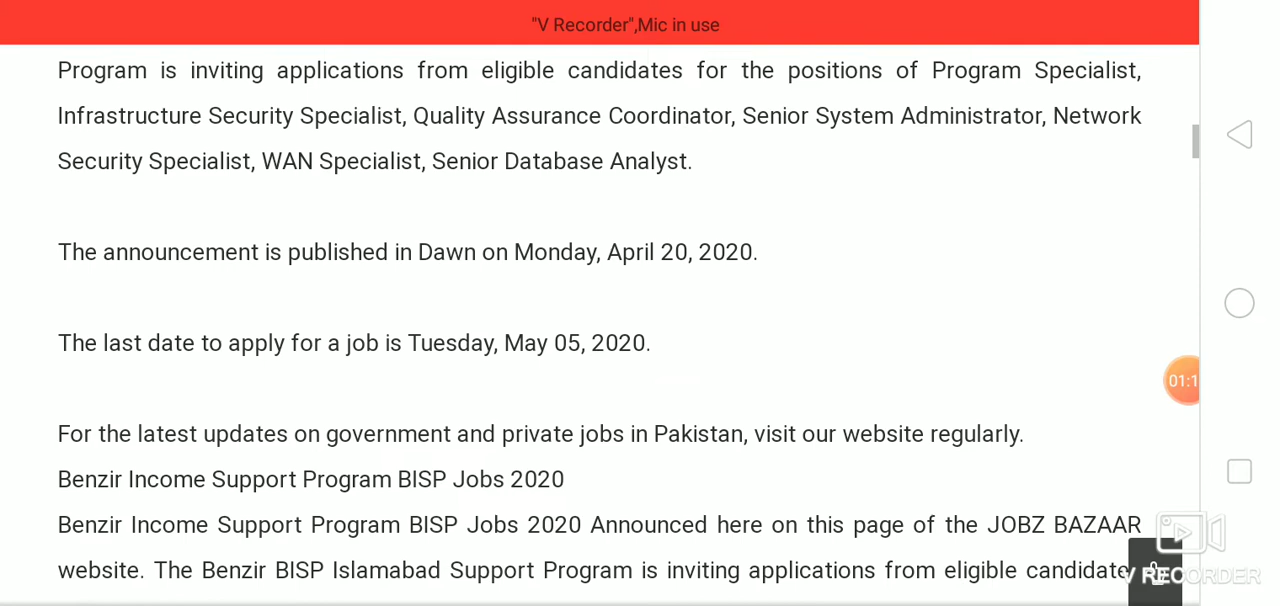 "V Recorder",Mic in use
Program is inviting applications from eligible candidates for the positions of Program Specialist,
Infrastructure Security Specialist, Quality Assurance Coordinator, Senior System Administrator, Network
Security Specialist, WAN Specialist, Senior Database Analyst.
The announcement is published in Dawn on Monday, April 20, 2020.
The last date to apply for a job is Tuesday, May 05, 2020.
01:1
For the latest updates on government and private jobs in Pakistan, visit our website regularly.
Benzir Income Support Program BISP Jobs 2020
Benzir Income Support Program BISP Jobs 2020 Announced here on this page of the JOBZ BAZAAR
website. The Benzir BISP Islamabad Support Program is inviting applications from eligible candidate
V RECORDER